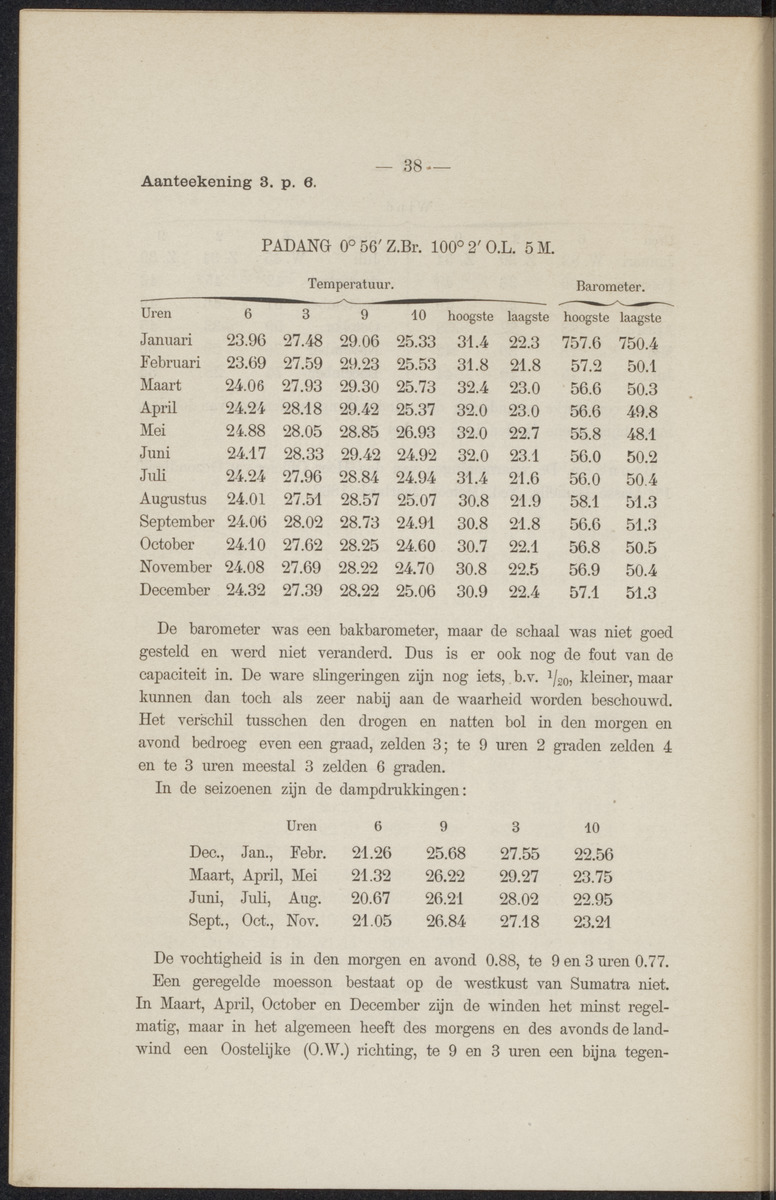 — 38 —
Aanteekening 3. p. 6.
PADANG 0° 56′ Z.Br. 100° 2′ O.L. 5 M.
Temperatuur. Barometer.
Uren 6 3 9 10 hoogste laagste hoogste laagste
Januari 23.96 27.48 29.06 25.33 31.4 22.3 757.6 750.4
Februari 23.69 27.59 29.23 25.53 31.8 21.8 57.2 50.1
Maart 24.06 27.93 29.30 25.73 32.4 23.0 56.6 50.3
April 24.24 28.18 29.42 25.37 32.0 23.0 56.6 49.8
Mei 24.88 28.05 28.85 26.93 32.0 22.7 55.8 48.1
Juni 24.17 28.33 29.42 24.92 32.0 23.1 56.0 50.2
Juli 24.24 27.96 28.84 24.94 31.4 21.6 56.0 50.4
Augustus 24.01 27.51 28.57 25.07 30.8 21.9 58.1 51.3
September 24.06 28.02 28.73 24.91 30.8 21.8 56.6 51.3
October 24.10 27.62 28.25 24.60 30.7 22.1 56.8 50.5
November 24.08 27.69 28.22 24.70 30.8 22.5 56.9 50.4
December 24.32 27.39 28.22 25.06 30.9 22.4 57.1 51.3
De barometer was een bakbarometer, maar de schaal was niet goed
gesteld en werd niet veranderd. Dus is er ook nog de fout van de
capaciteit in. De ware slingeringen zijn nog iets, b.v. 1/20, kleiner, maar
kunnen dan toch als zeer nabij aan de waarheid worden beschouwd.
Het verschil tusschen den drogen en natten bol in den morgen en
avond bedroeg even een graad, zelden 3; te 9 uren 2 graden zelden 4
en te 3 uren meestal 3 zelden 6 graden.
In de seizoenen zijn de dampdrukkingen:
Uren 6 9 3 10
Dec., Jan., Febr. 21.26 25.68 27.55 22.56
Maart, April, Mei 21.32 26.22 29.27 23.75
Juni, Juli, Aug. 20.67 26.21 28.02 22.95
Sept., Oct., Nov. 21.05 26.84 27.18 23.21
De vochtigheid is in den morgen en avond 0.88, te 9 en 3 uren 0.77.
Een geregelde moesson bestaat op de westkust van Sumatra niet.
In Maart, April, October en December zijn de winden het minst regel-
matig, maar in het algemeen heeft des morgens en des avonds de land-
wind een Oostelijke (O.W.) richting, te 9 en 3 uren een bijna tegen-